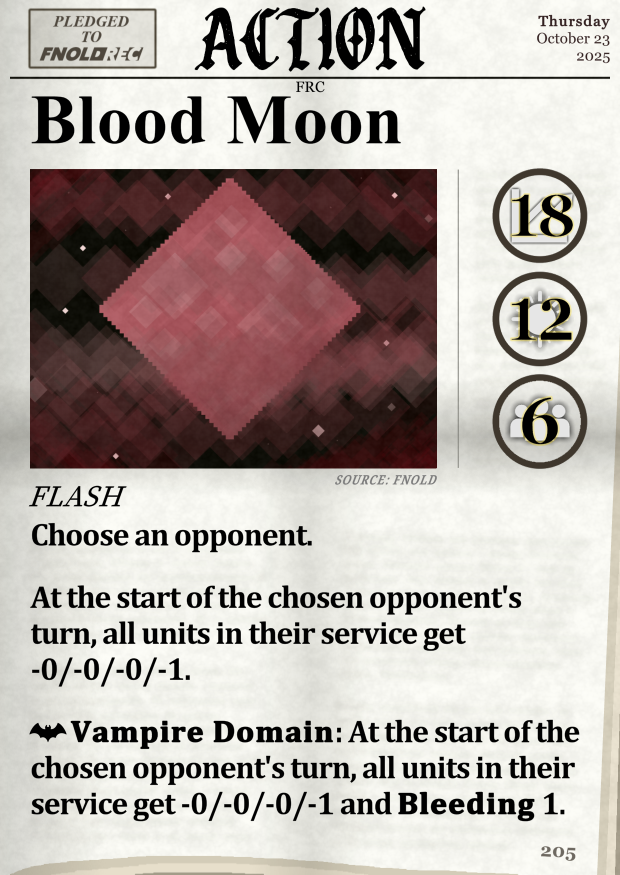 PLEDGED
TO
FNOLD REC
ACTION
Thursday
October 23
2025
FRC
Blood Moon
18
12
6
SOURCE: FNOLD
FLASH
Choose an opponent.
At the start of the chosen opponent's
turn, all units in their service get
-0/-0/-0/-1.
Vampire Domain: At the start of the
chosen opponent's turn, all units in their
service get -0/-0/-0/-1 and Bleeding 1.
205